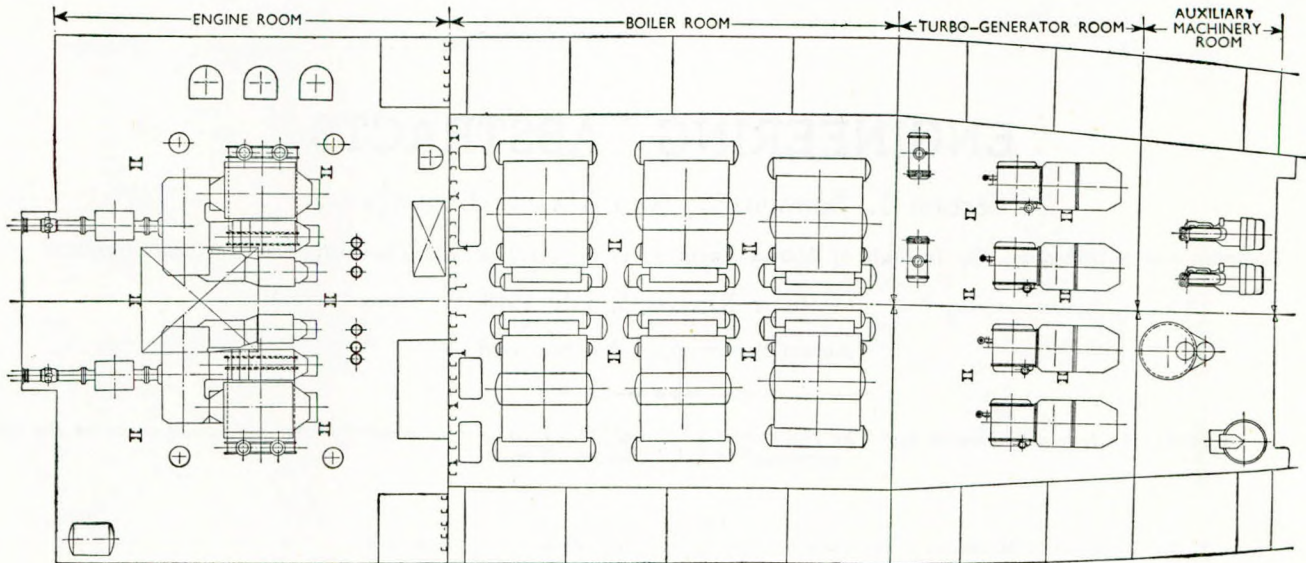 ENGINE ROOM
BOILER ROOM
TURBO-GENERATOR ROOM
AUXILIARY
MACHINERY
ROOM